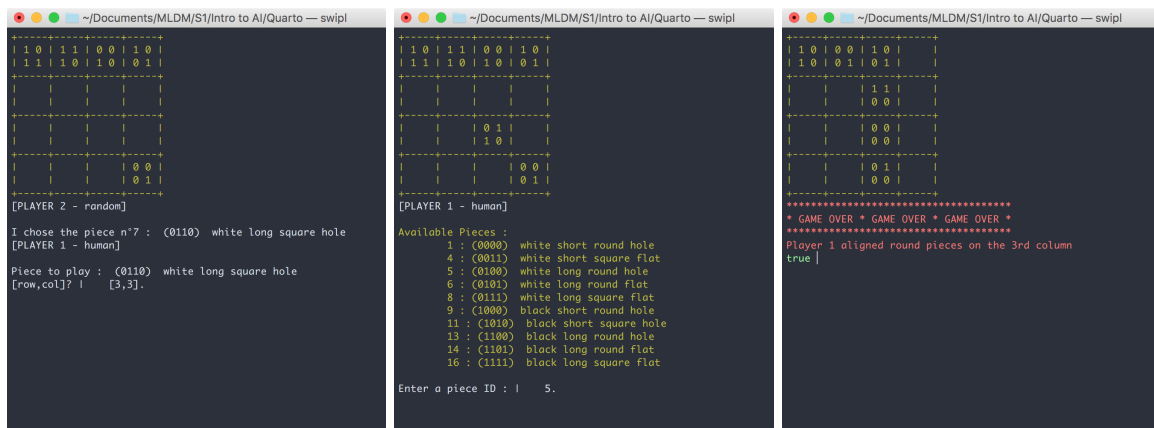 ~/Documents/MLDM/S1/Intro to AI/Quarto — swipl
+-----+-----+-----+-----+
| 1 0 | 1 1 | 0 0 | 1 0 |
| 1 1 | 1 0 | 1 0 | 0 1 |
+-----+-----+-----+-----+
|     |     |     |     |
|     |     |     |     |
+-----+-----+-----+-----+
|     |     |     |     |
|     |     |     |     |
+-----+-----+-----+-----+
|     |     |     | 0 0 |
|     |     |     | 0 1 |
+-----+-----+-----+-----+
[PLAYER 2 - random]
I chose the piece n°7 :  (0110)  white long square hole
[PLAYER 1 - human]
Piece to play :  (0110)  white long square hole
[row,col]? |    [3,3].
~/Documents/MLDM/S1/Intro to AI/Quarto — swipl
+-----+-----+-----+-----+
| 1 0 | 1 1 | 0 0 | 1 0 |
| 1 1 | 1 0 | 1 0 | 0 1 |
+-----+-----+-----+-----+
|     |     |     |     |
|     |     |     |     |
+-----+-----+-----+-----+
|     |     | 0 1 |     |
|     |     | 1 0 |     |
+-----+-----+-----+-----+
|     |     |     | 0 0 |
|     |     |     | 0 1 |
+-----+-----+-----+-----+
[PLAYER 1 - human]
Available Pieces :
1 : (0000)  white short round hole
4 : (0011)  white short square flat
5 : (0100)  white long round hole
6 : (0101)  white long round flat
8 : (0111)  white long square flat
9 : (1000)  black short round hole
11 : (1010)  black short square hole
13 : (1100)  black long round hole
14 : (1101)  black long round flat
16 : (1111)  black long square flat
Enter a piece ID : |    5.
~/Documents/MLDM/S1/Intro to AI/Quarto — swipl
+-----+-----+-----+-----+
| 1 0 | 0 0 | 1 0 |     |
| 1 0 | 0 1 | 0 1 |     |
+-----+-----+-----+-----+
|     |     | 1 1 |     |
|     |     | 0 0 |     |
+-----+-----+-----+-----+
|     |     | 0 0 |     |
|     |     | 0 0 |     |
+-----+-----+-----+-----+
|     |     | 0 1 |     |
|     |     | 0 0 |     |
+-----+-----+-----+-----+
*************************************
* GAME OVER * GAME OVER * GAME OVER *
*************************************
Player 1 aligned round pieces on the 3rd column
true